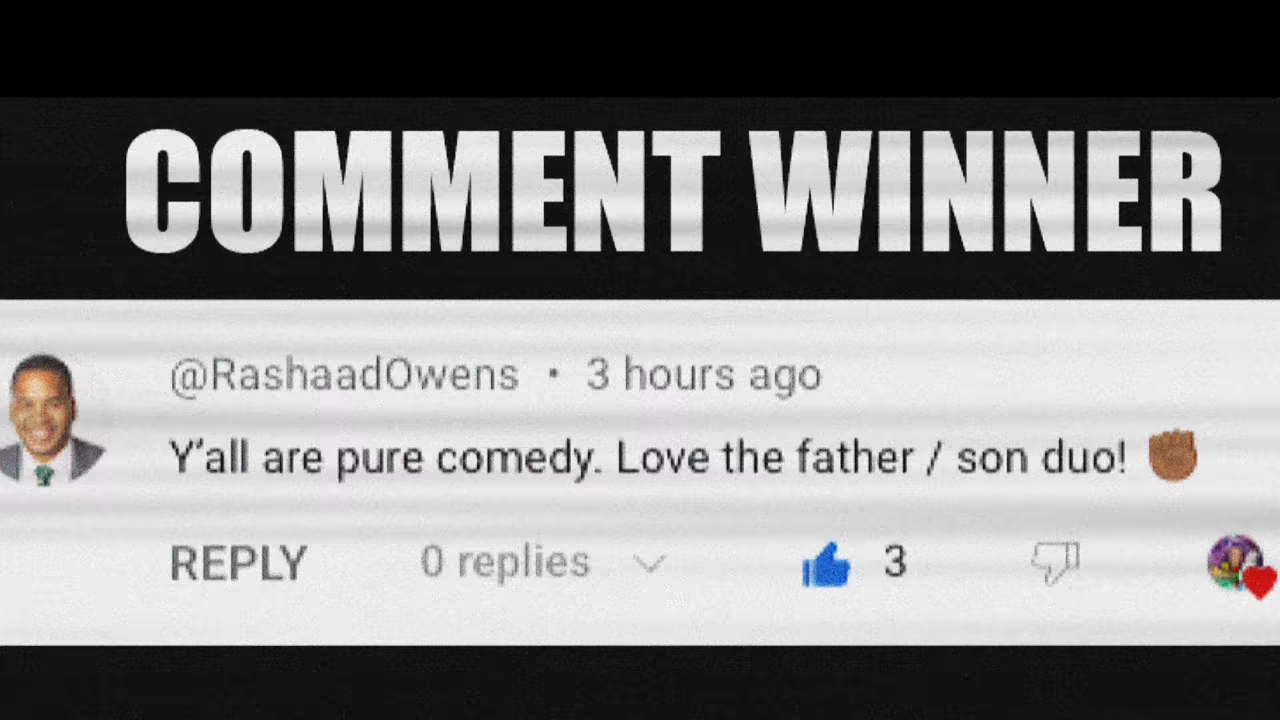 COMMENT WINNER
@RashaadOwens • 3 hours ago
Y'all are pure comedy. Love the father / son duo! ✊🏾
REPLY 0 replies 3